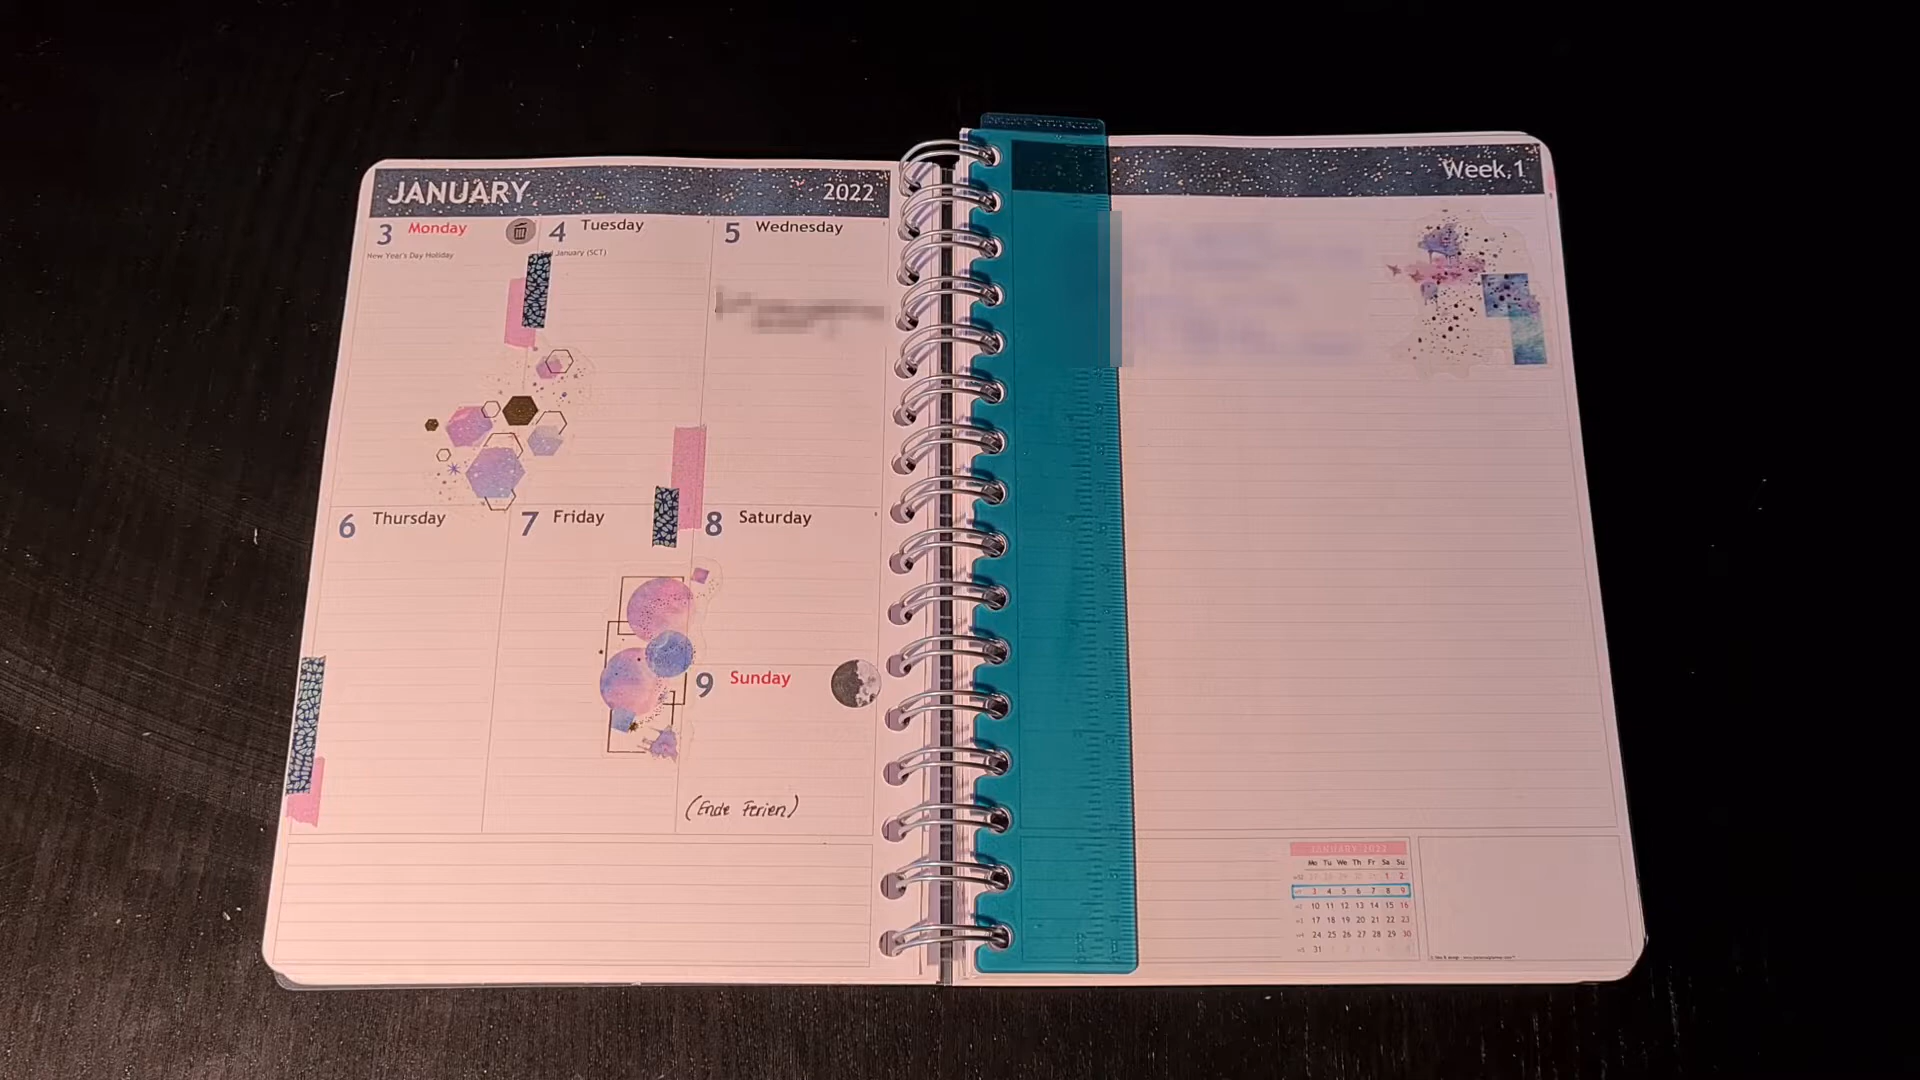 JANUARY 2022
3 Monday
New Year's Day Holiday
4 Tuesday
January (SCT)
5 Wednesday
6 Thursday
7 Friday
8 Saturday
9 Sunday
(Ende Ferien)
Week 1
JANUARY 2022
Mo Tu We Th Fr Sa Su
1 2
3 4 5 6 7 8 9
10 11 12 13 14 15 16
17 18 19 20 21 22 23
24 25 26 27 28 29 30
31